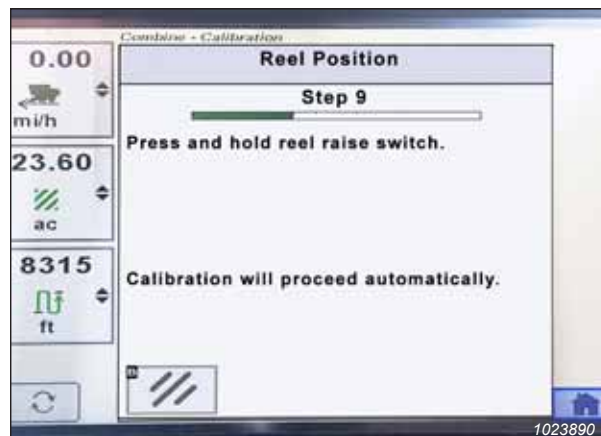 Combine - Calibration
Reel Position
Step 9
Press and hold reel raise switch.
Calibration will proceed automatically.
0.00
mi/h
23.60
ac
8315
ft
1023890